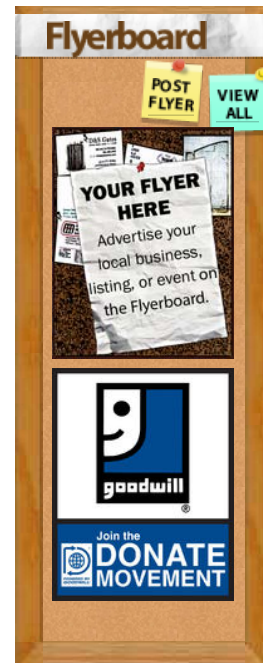 Flyerboard
POST
FLYER
VIEW
ALL
YOUR FLYER
HERE
Advertise your
local business,
listing, or event on
the Flyerboard.
goodwill
®
Join the
DONATE
MOVEMENT